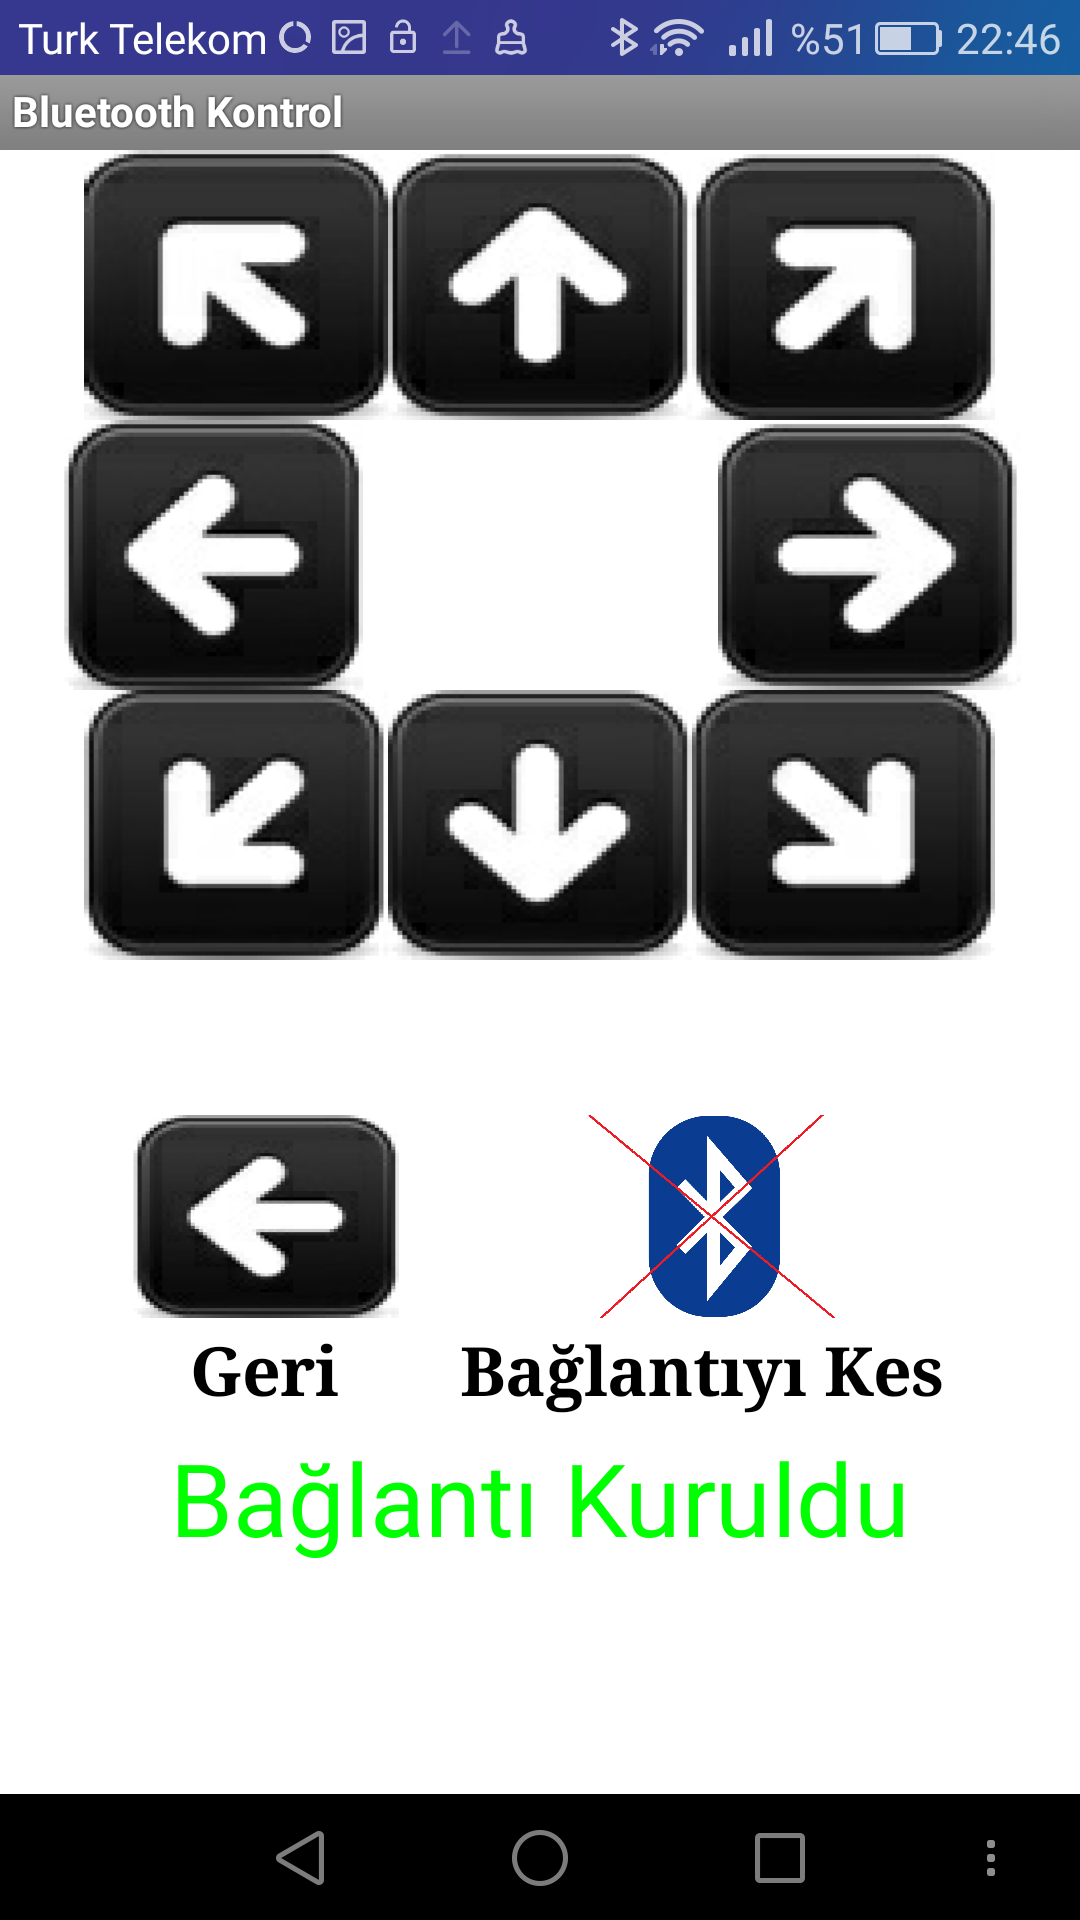 Turk Telekom %51 22:46
Bluetooth Kontrol
Geri Bağlantıyı Kes
Bağlantı Kuruldu